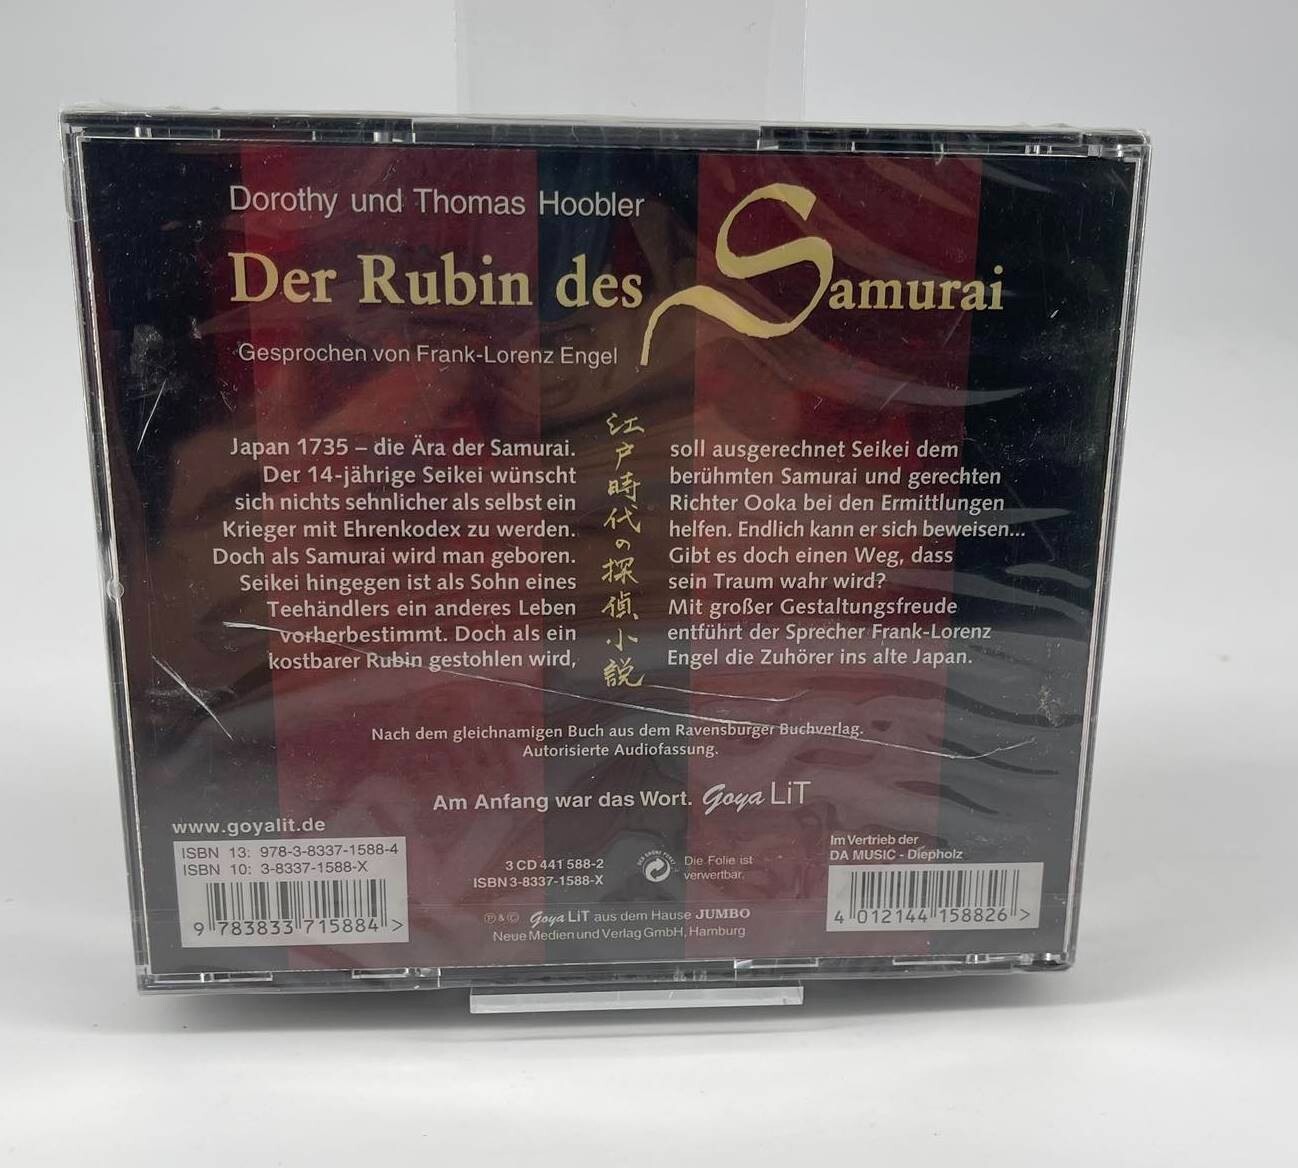 Dorothy und Thomas Hoobler
Der Rubin des Samurai
Gesprochen von Frank-Lorenz Engel
Japan 1735 – die Ära der Samurai.
Der 14-jährige Seikei wünscht
sich nichts sehnlicher als selbst ein
Krieger mit Ehrenkodex zu werden.
Doch als Samurai wird man geboren.
Seikei hingegen ist als Sohn eines
Teehändlers ein anderes Leben
vorherbestimmt. Doch als ein
kostbarer Rubin gestohlen wird,
江戸時代の探偵小説
soll ausgerechnet Seikei dem
berühmten Samurai und gerechten
Richter Ooka bei den Ermittlungen
helfen. Endlich kann er sich beweisen...
Gibt es doch einen Weg, dass
sein Traum wahr wird?
Mit großer Gestaltungsfreude
entführt der Sprecher Frank-Lorenz
Engel die Zuhörer ins alte Japan.
Nach dem gleichnamigen Buch aus dem Ravensburger Buchverlag.
Autorisierte Audiofassung.
Am Anfang war das Wort. Goya LiT
www.goyalit.de
ISBN 13: 978-3-8337-1588-4
ISBN 10: 3-8337-1588-X
9 783833 715884 >
3 CD 441 588-2
ISBN 3-8337-1588-X
DER GRÜNE PUNKT
Die Folie ist
verwertbar.
℗ & © Goya LiT aus dem Hause JUMBO
Neue Medien und Verlag GmbH, Hamburg
Im Vertrieb der
DA MUSIC - Diepholz
4 012144 158826 >